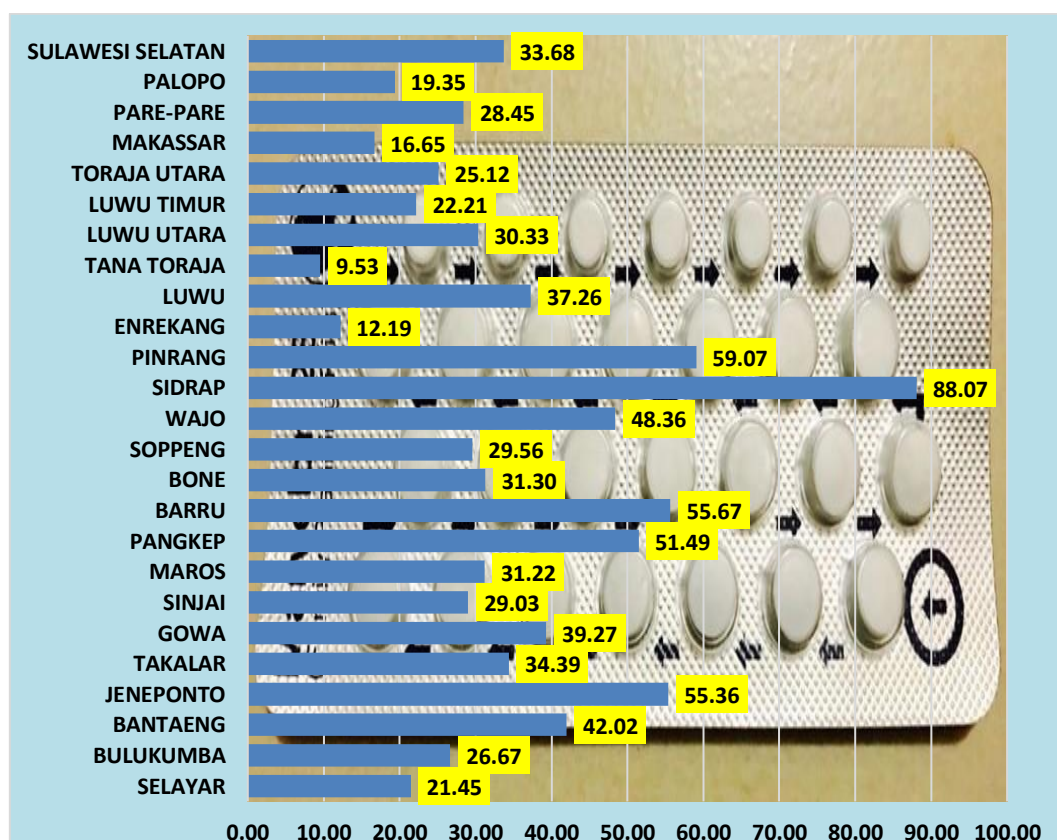 SULAWESI SELATAN 33.68
PALOPO 19.35
PARE-PARE 28.45
MAKASSAR 16.65
TORAJA UTARA 25.12
LUWU TIMUR 22.21
LUWU UTARA 30.33
TANA TORAJA 9.53
LUWU 37.26
ENREKANG 12.19
PINRANG 59.07
SIDRAP 88.07
WAJO 48.36
SOPPENG 29.56
BONE 31.30
BARRU 55.67
PANGKEP 51.49
MAROS 31.22
SINJAI 29.03
GOWA 39.27
TAKALAR 34.39
JENEPONTO 55.36
BANTAENG 42.02
BULUKUMBA 26.67
SELAYAR 21.45
0.00 10.00 20.00 30.00 40.00 50.00 60.00 70.00 80.00 90.00 100.00